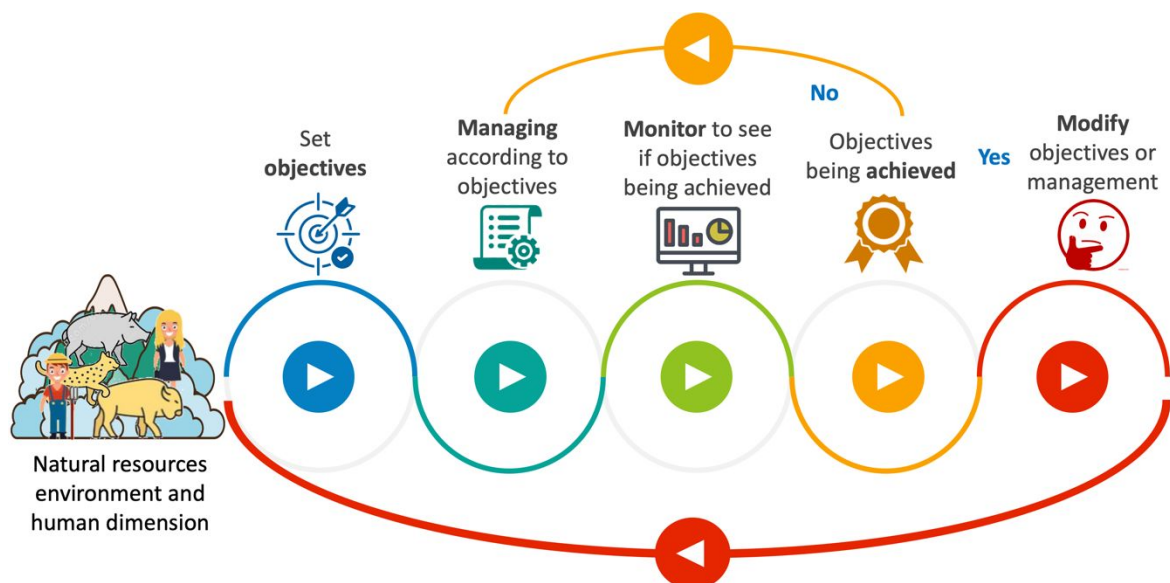 No
Set
objectives
Managing
according to
objectives
Monitor to see
if objectives
being achieved
Objectives
being achieved
Yes
Modify
objectives or
management
Natural resources
environment and
human dimension